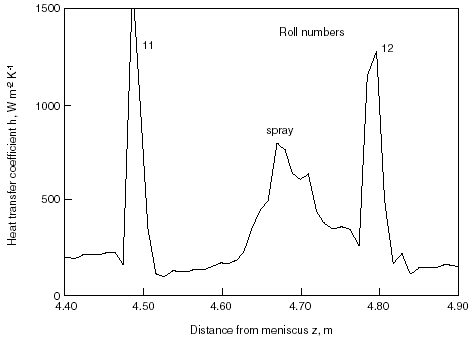 1500
Roll numbers
11
12
1000
spray
500
0
4.40 4.50 4.60 4.70 4.80 4.90
Distance from meniscus z, m
Heat transfer coefficient h, W m⁻² K⁻¹